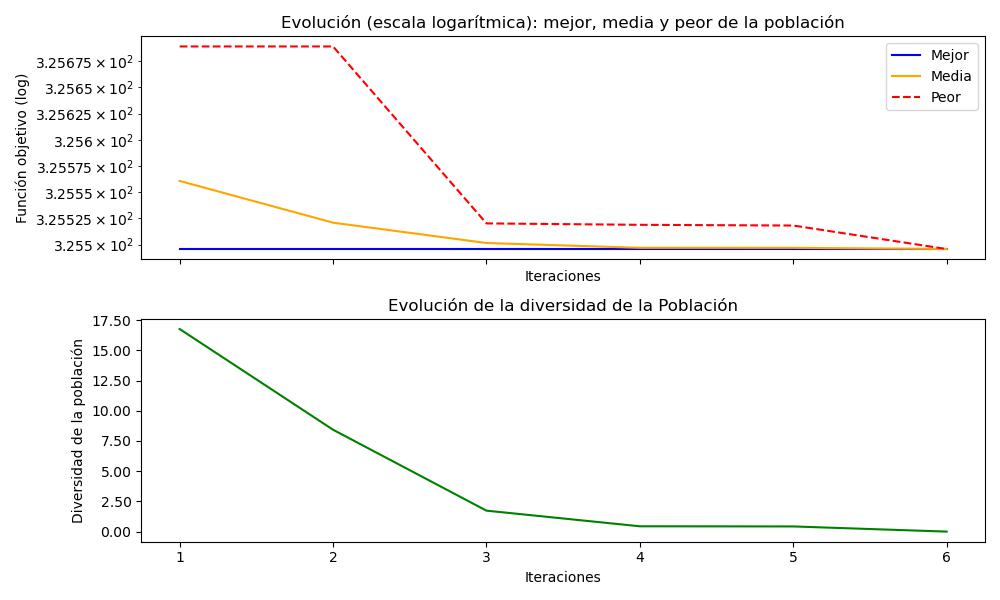 Evolución (escala logarítmica): mejor, media y peor de la población
Función objetivo (log)
3.25675 × 10²
3.2565 × 10²
3.25625 × 10²
3.256 × 10²
3.25575 × 10²
3.2555 × 10²
3.25525 × 10²
3.255 × 10²
Mejor
Media
Peor
Iteraciones
Evolución de la diversidad de la Población
Diversidad de la población
17.50
15.00
12.50
10.00
7.50
5.00
2.50
0.00
1 2 3 4 5 6
Iteraciones